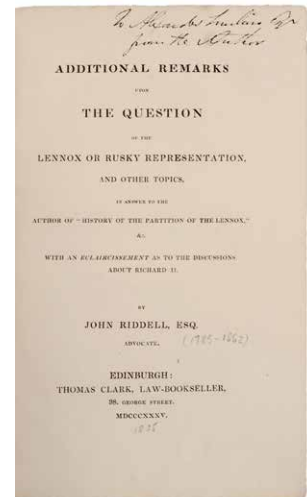 To Alexander
from the Author
ADDITIONAL REMARKS
UPON
THE QUESTION
OF THE
LENNOX OR RUSKY REPRESENTATION,
AND OTHER TOPICS,
IN ANSWER TO THE
AUTHOR OF "HISTORY OF THE PARTITION OF THE LENNOX,"
&c.
WITH AN ECLAIRCISSEMENT AS TO THE DISCUSSIONS
ABOUT RICHARD II.
BY
JOHN RIDDELL, ESQ.
(1785-1862)
ADVOCATE.
EDINBURGH:
THOMAS CLARK, LAW-BOOKSELLER,
38. GEORGE STREET.
MDCCCXXXV.